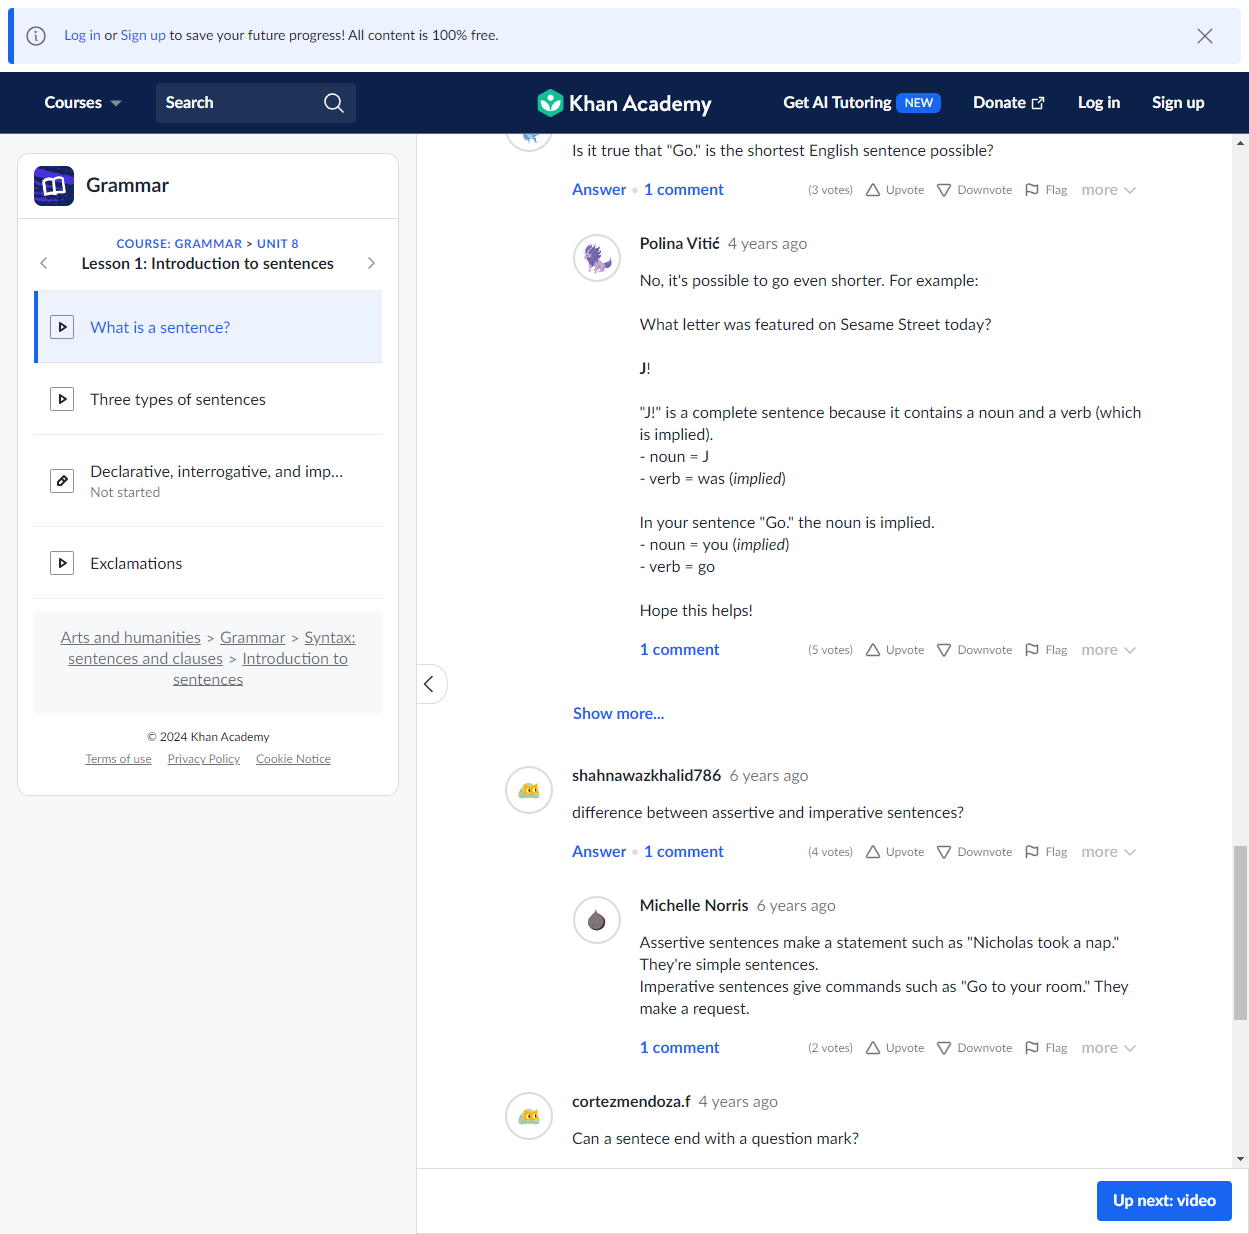 Log in or Sign up to save your future progress! All content is 100% free.
Courses
Search
Khan Academy
Get AI Tutoring NEW
Donate
Log in
Sign up
Grammar
COURSE: GRAMMAR > UNIT 8
Lesson 1: Introduction to sentences
What is a sentence?
Three types of sentences
Declarative, interrogative, and imp...
Not started
Exclamations
Arts and humanities > Grammar > Syntax:
sentences and clauses > Introduction to
sentences
© 2024 Khan Academy
Terms of use Privacy Policy Cookie Notice
Is it true that "Go." is the shortest English sentence possible?
Answer • 1 comment (3 votes) Upvote Downvote Flag more
Polina Vitić 4 years ago
No, it's possible to go even shorter. For example:
What letter was featured on Sesame Street today?
J!
"J!" is a complete sentence because it contains a noun and a verb (which
is implied).
- noun = J
- verb = was (implied)
In your sentence "Go." the noun is implied.
- noun = you (implied)
- verb = go
Hope this helps!
1 comment (5 votes) Upvote Downvote Flag more
Show more...
shahnawazkhalid786 6 years ago
difference between assertive and imperative sentences?
Answer • 1 comment (4 votes) Upvote Downvote Flag more
Michelle Norris 6 years ago
Assertive sentences make a statement such as "Nicholas took a nap."
They're simple sentences.
Imperative sentences give commands such as "Go to your room." They
make a request.
1 comment (2 votes) Upvote Downvote Flag more
cortezmendoza.f 4 years ago
Can a sentece end with a question mark?
Up next: video